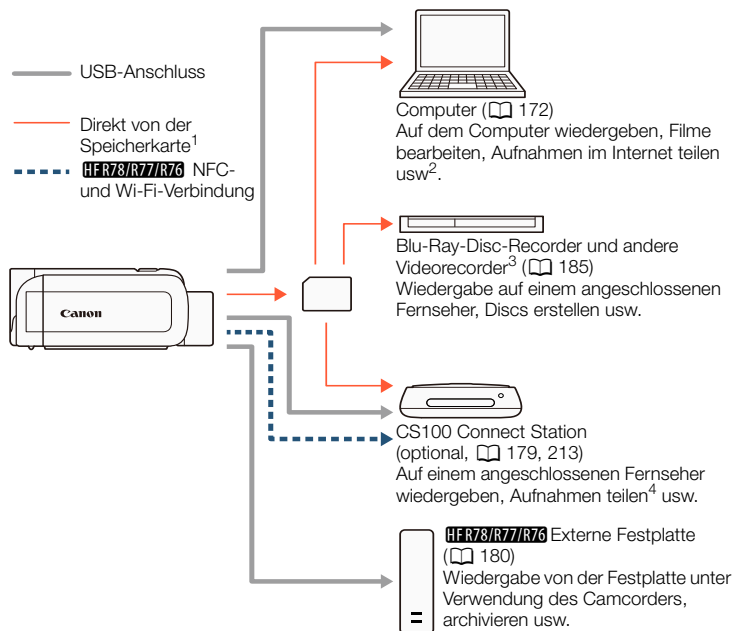 USB-Anschluss
Direkt von der
Speicherkarte1
HF R78/R77/R76 NFC-
und Wi-Fi-Verbindung
Canon
Computer (172)
Auf dem Computer wiedergeben, Filme
bearbeiten, Aufnahmen im Internet teilen
usw2.
Blu-Ray-Disc-Recorder und andere
Videorecorder3 (185)
Wiedergabe auf einem angeschlossenen
Fernseher, Discs erstellen usw.
CS100 Connect Station
(optional, 179, 213)
Auf einem angeschlossenen Fernseher
wiedergeben, Aufnahmen teilen4 usw.
HF R78/R77/R76 Externe Festplatte
(180)
Wiedergabe von der Festplatte unter
Verwendung des Camcorders,
archivieren usw.